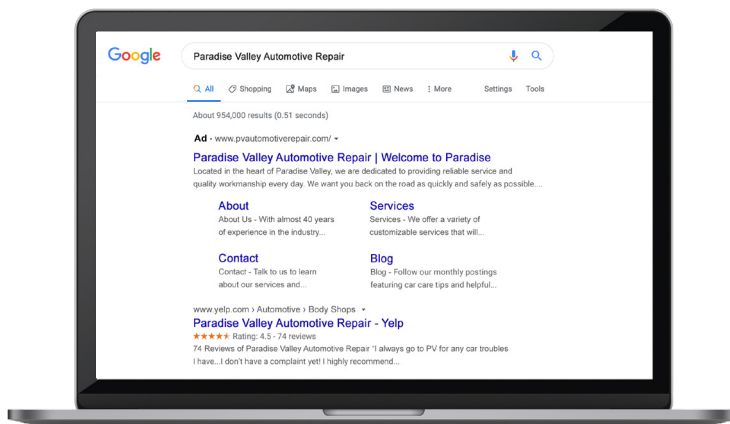 Google
Paradise Valley Automotive Repair
All Shopping Maps Images News More Settings Tools
About 954,000 results (0.51 seconds)
Ad · www.pvautomotiverepair.com/
Paradise Valley Automotive Repair | Welcome to Paradise
Located in the heart of Paradise Valley, we are dedicated to providing reliable service and
quality workmanship every day. We want you back on the road as quickly and safely as possible....
About
About Us - With almost 40 years
of experience in the industry...
Services
Services - We offer a variety of
customizable services that will...
Contact
Contact - Talk to us to learn
about our services and...
Blog
Blog - Follow our monthly postings
featuring car care tips and helpful...
www.yelp.com › Automotive › Body Shops
Paradise Valley Automotive Repair - Yelp
Rating: 4.5 - 74 reviews
74 Reviews of Paradise Valley Automotive Repair "I always go to PV for any car troubles
I have...I don't have a complaint yet! I highly recommend...